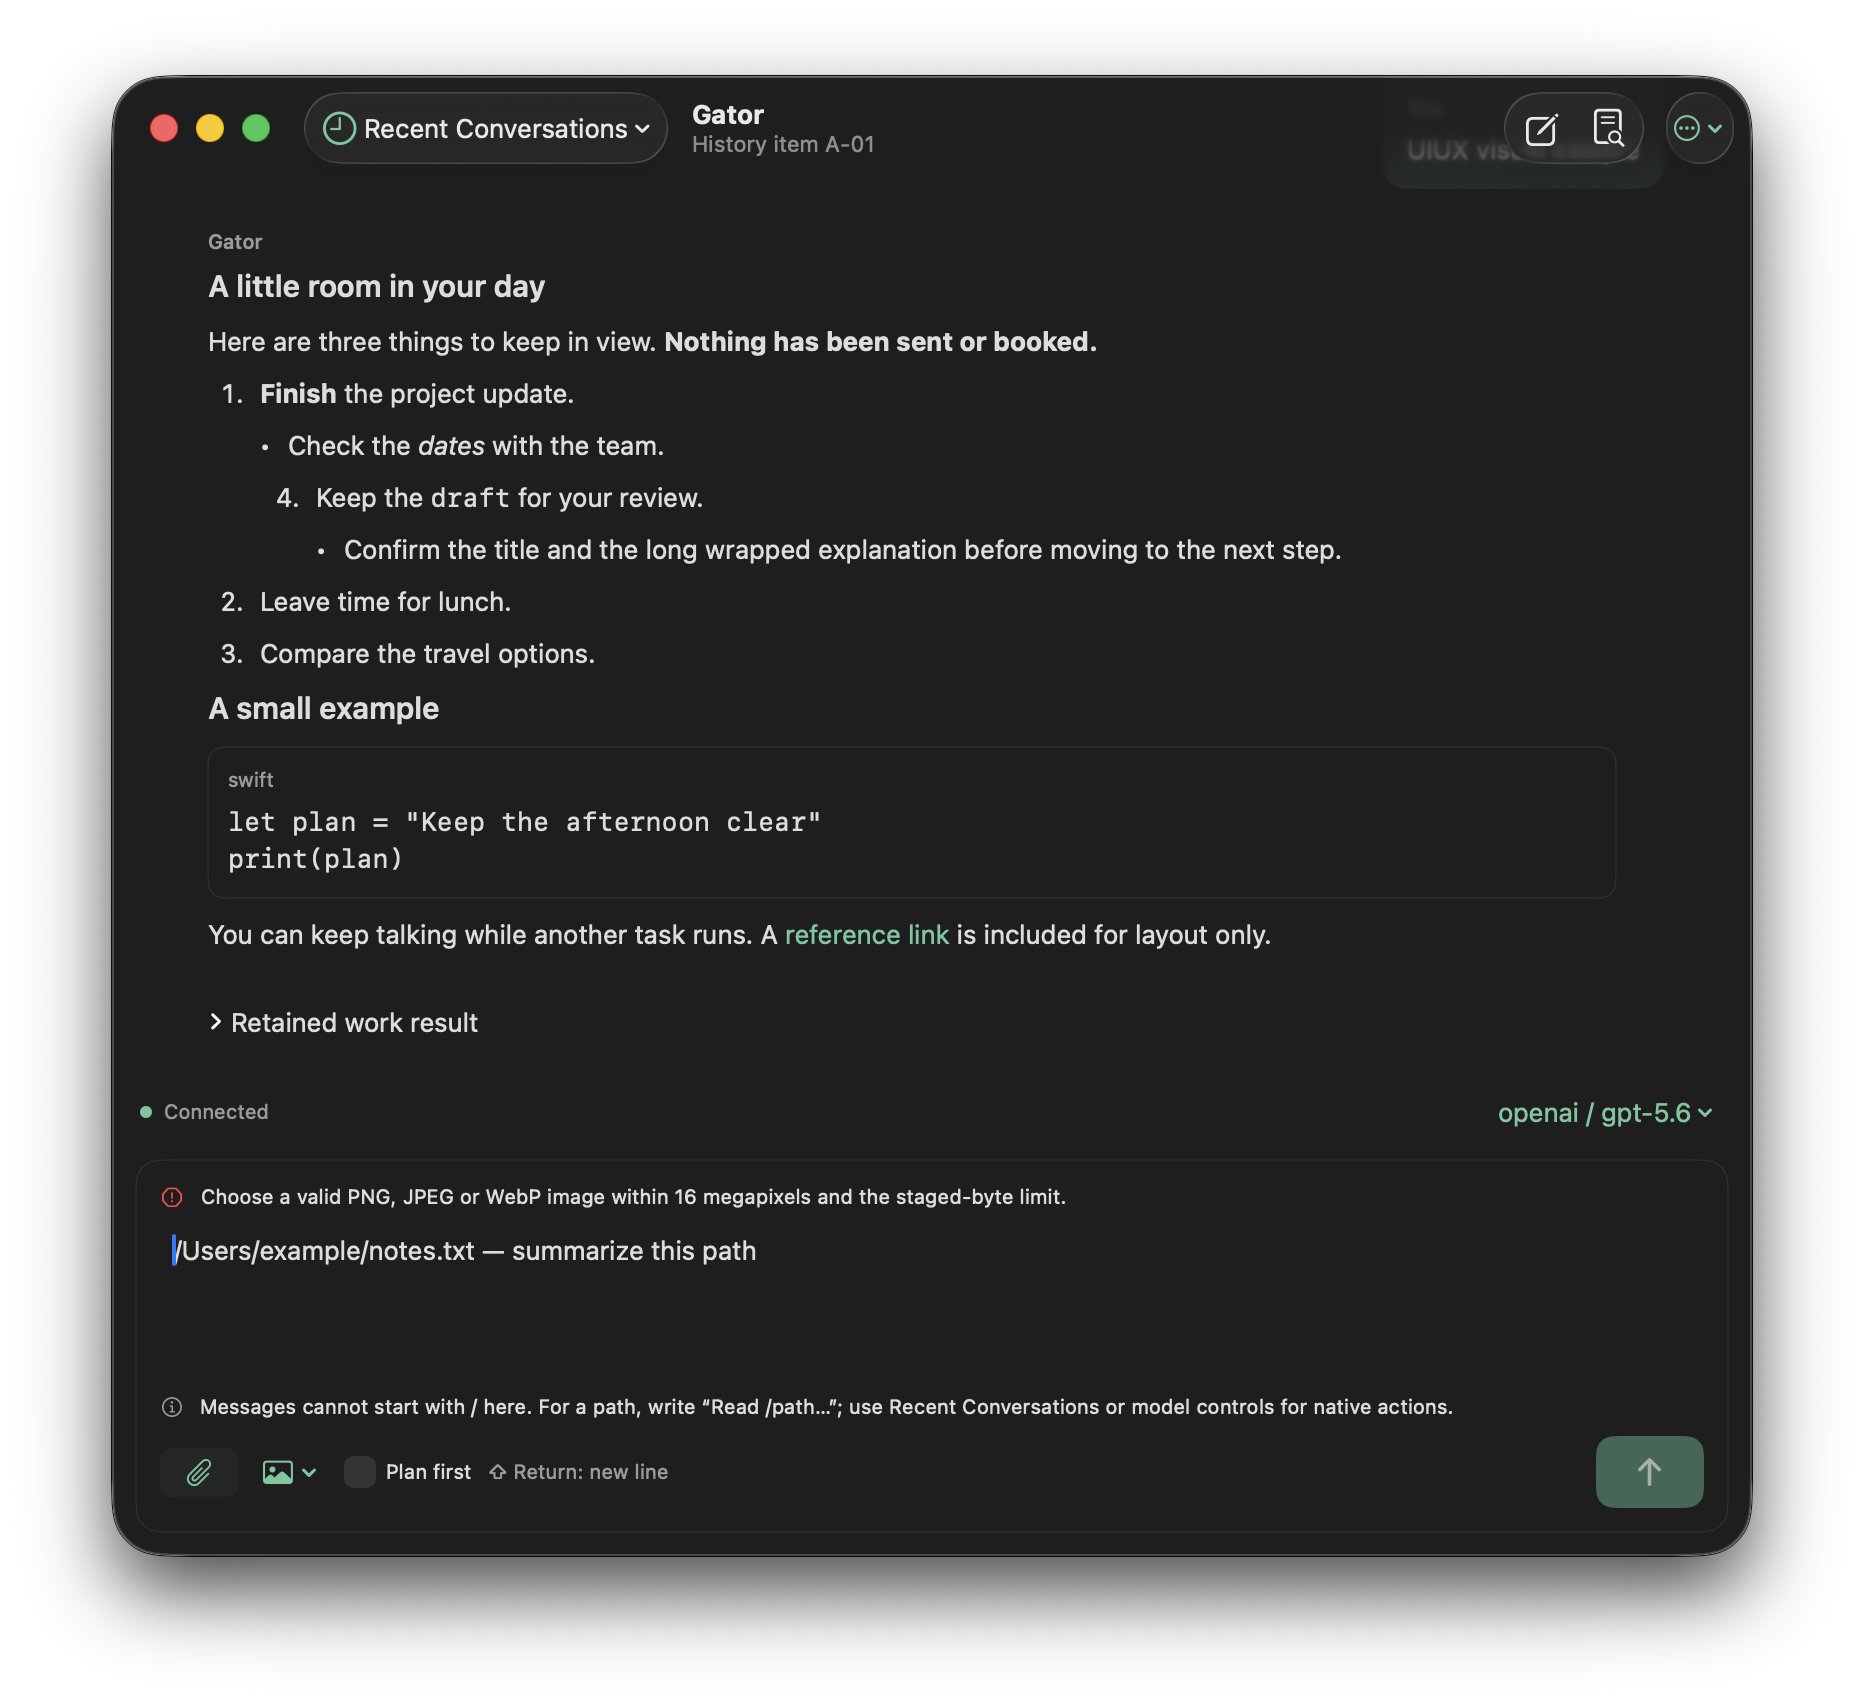 Recent Conversations
Gator
History item A-01
UIUX
Gator
A little room in your day
Here are three things to keep in view. Nothing has been sent or booked.
1. Finish the project update.
• Check the dates with the team.
4. Keep the draft for your review.
• Confirm the title and the long wrapped explanation before moving to the next step.
2. Leave time for lunch.
3. Compare the travel options.
A small example
swift
let plan = "Keep the afternoon clear"
print(plan)
You can keep talking while another task runs. A reference link is included for layout only.
Retained work result
Connected
openai / gpt-5.6
Choose a valid PNG, JPEG or WebP image within 16 megapixels and the staged-byte limit.
/Users/example/notes.txt — summarize this path
Messages cannot start with / here. For a path, write “Read /path…”; use Recent Conversations or model controls for native actions.
Plan first
Return: new line